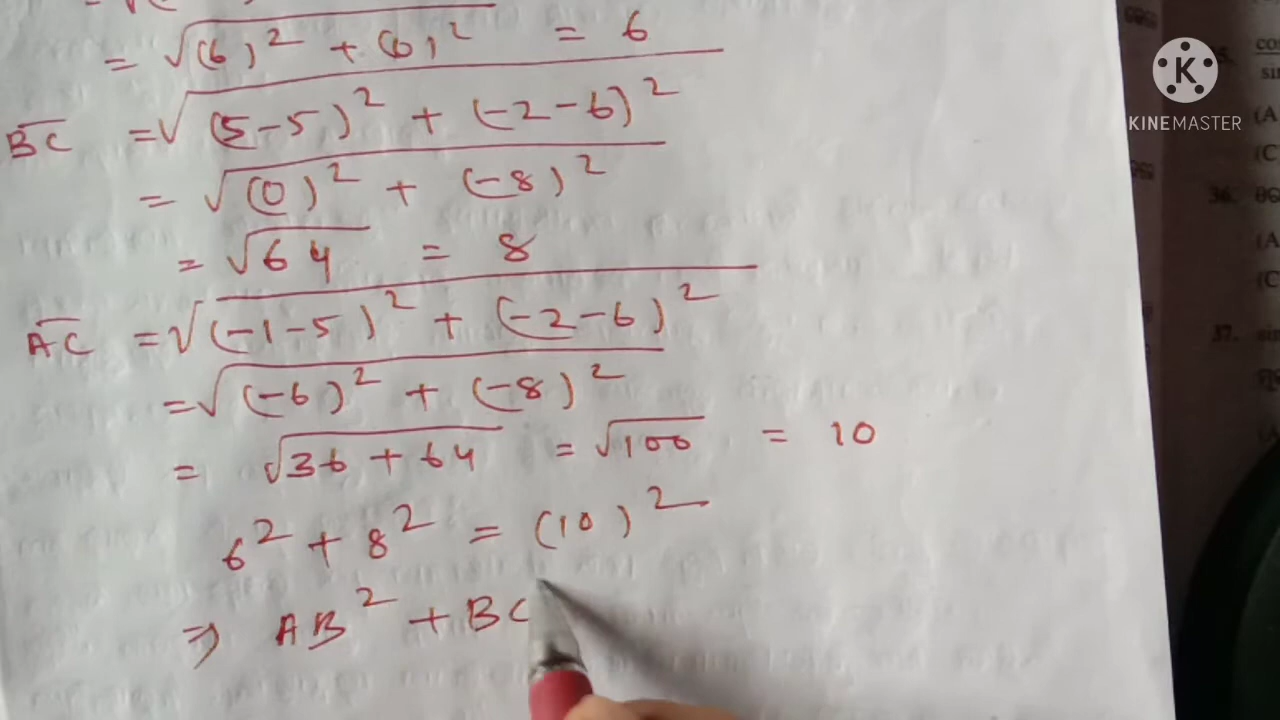 = √(6)² + (0)² = 6
BC = √(5-5)² + (-2-6)²
= √(0)² + (-8)²
= √64 = 8
AC = √(-1-5)² + (-2-6)²
= √(-6)² + (-8)²
= √36 + 64 = √100 = 10
6² + 8² = (10)²
⇒ AB² + BC
K
KINEMASTER
36.
(A
(C
37.